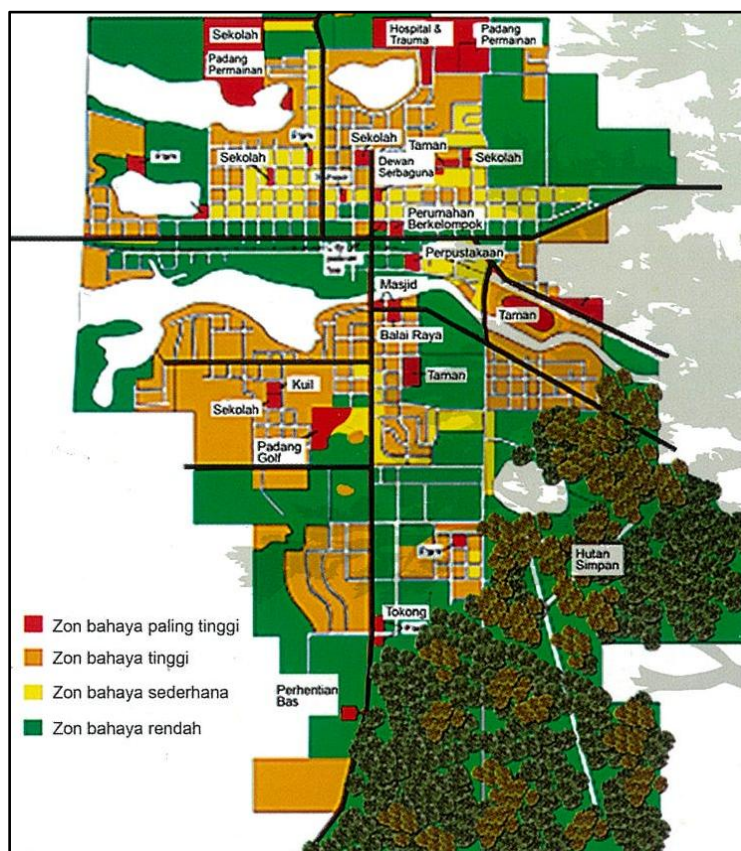 Sekolah
Hospital &
Trauma
Padang
Permainan
Padang
Permainan
Sekolah
Taman
Sekolah
Dewan
Serbaguna
Sekolah
Perumahan
Berkelompok
Perpustakaan
Masjid
Taman
Balai Raya
Kuil
Taman
Sekolah
Padang
Golf
Hutan
Simpan
Tokong
Zon bahaya paling tinggi
Zon bahaya tinggi
Zon bahaya sederhana
Zon bahaya rendah
Perhentian
Bas